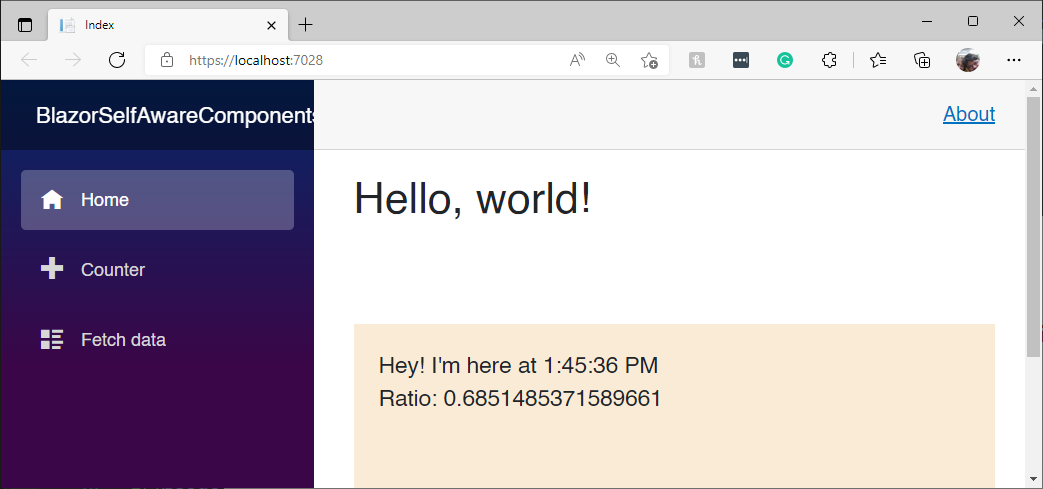 Index
https://localhost:7028
BlazorSelfAwareComponents
About
Home
Counter
Fetch data
Hello, world!
Hey! I'm here at 1:45:36 PM
Ratio: 0.6851485371589661